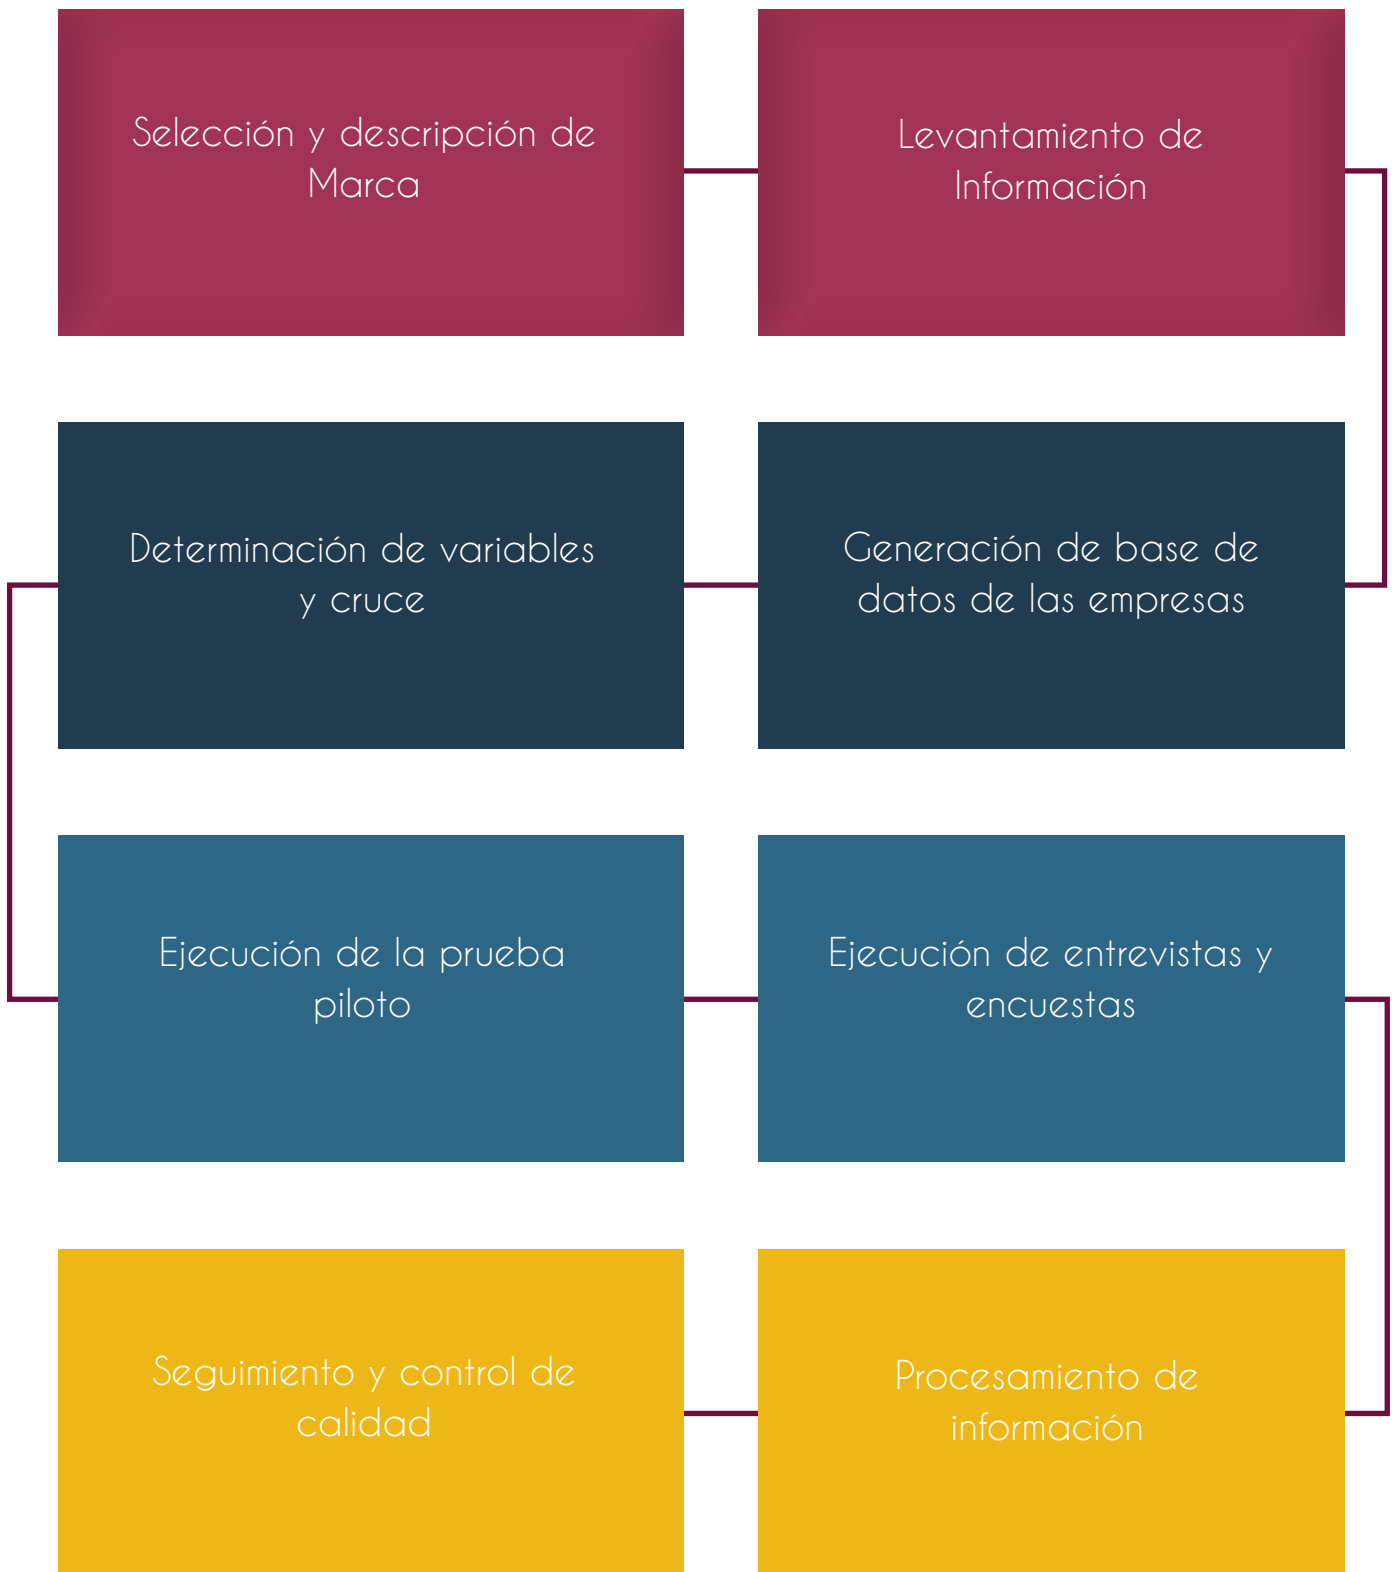 Selección y descripción de
Marca
Levantamiento de
Información
Determinación de variables
y cruce
Generación de base de
datos de las empresas
Ejecución de la prueba
piloto
Ejecución de entrevistas y
encuestas
Seguimiento y control de
calidad
Procesamiento de
información